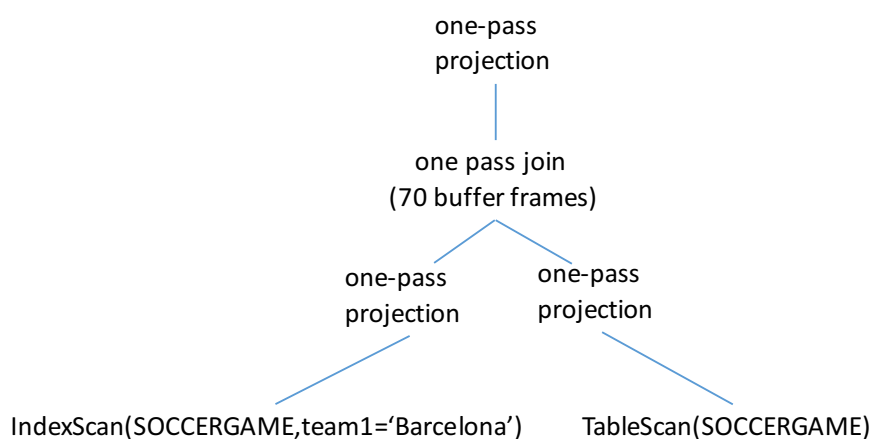 one-pass
projection
one pass join
(70 buffer frames)
one-pass
projection
one-pass
projection
IndexScan(SOCCERGAME,team1=‘Barcelona’)
TableScan(SOCCERGAME)